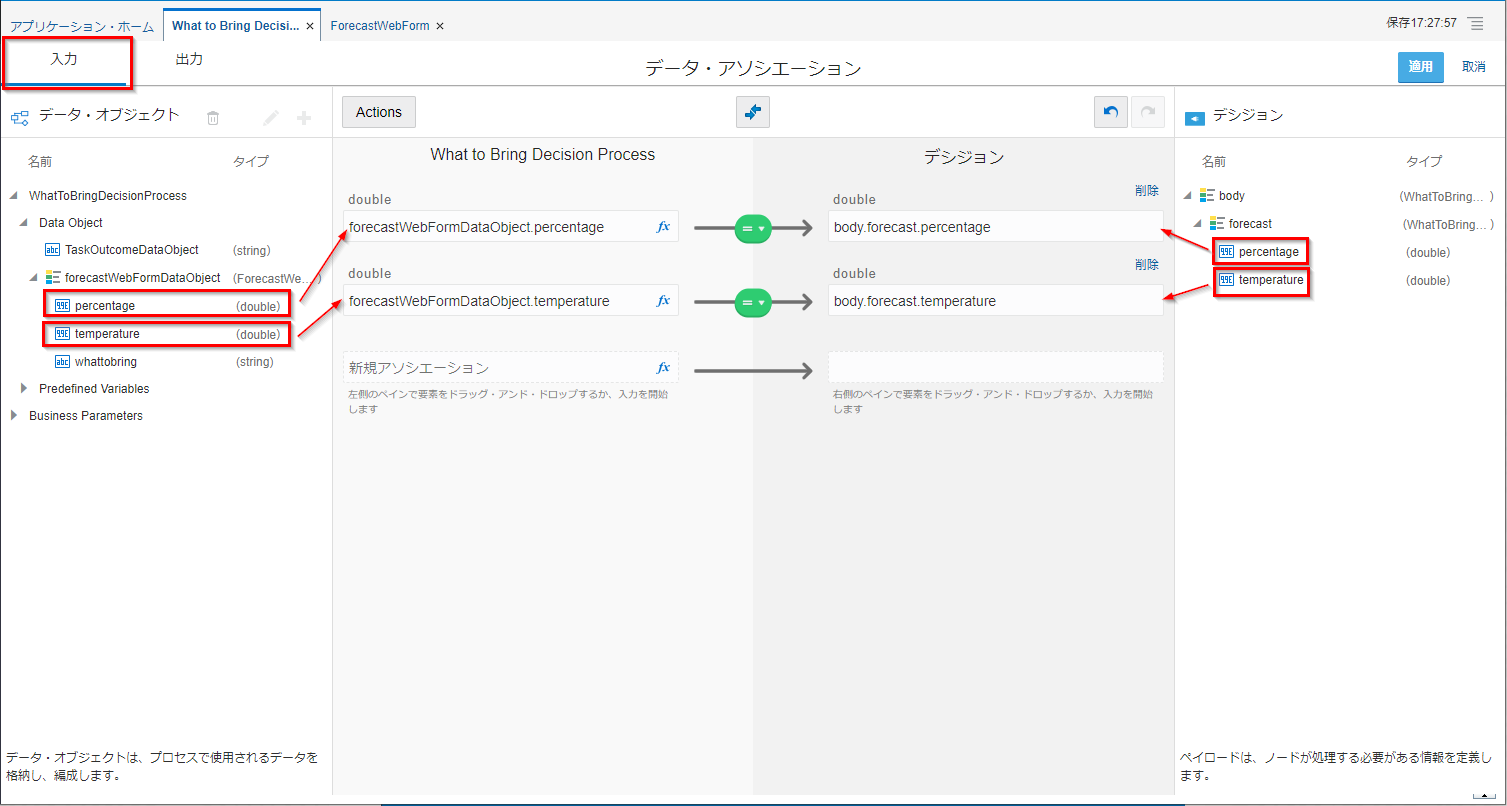 アプリケーション・ホーム
What to Bring Decisi... ×
ForecastWebForm ×
保存17:27:57
入力
出力
データ・アソシエーション
適用
取消
データ・オブジェクト
Actions
デシジョン
名前
タイプ
WhatToBringDecisionProcess
Data Object
abc TaskOutcomeDataObject (string)
forecastWebFormDataObject (ForecastWe... )
percentage (double)
temperature (double)
abc whattobring (string)
Predefined Variables
Business Parameters
データ・オブジェクトは、プロセスで使用されるデータを
格納し、編成します。
What to Bring Decision Process
デシジョン
double
double
削除
forecastWebFormDataObject.percentage fx
=
body.forecast.percentage
double
double
削除
forecastWebFormDataObject.temperature fx
=
body.forecast.temperature
新規アソシエーション fx
左側のペインで要素をドラッグ・アンド・ドロップするか、入力を開始
します
右側のペインで要素をドラッグ・アンド・ドロップするか、入力を開始
します
名前
タイプ
body (WhatToBring... )
forecast (WhatToBring... )
percentage (double)
temperature (double)
ペイロードは、ノードが処理する必要がある情報を定義し
ます。